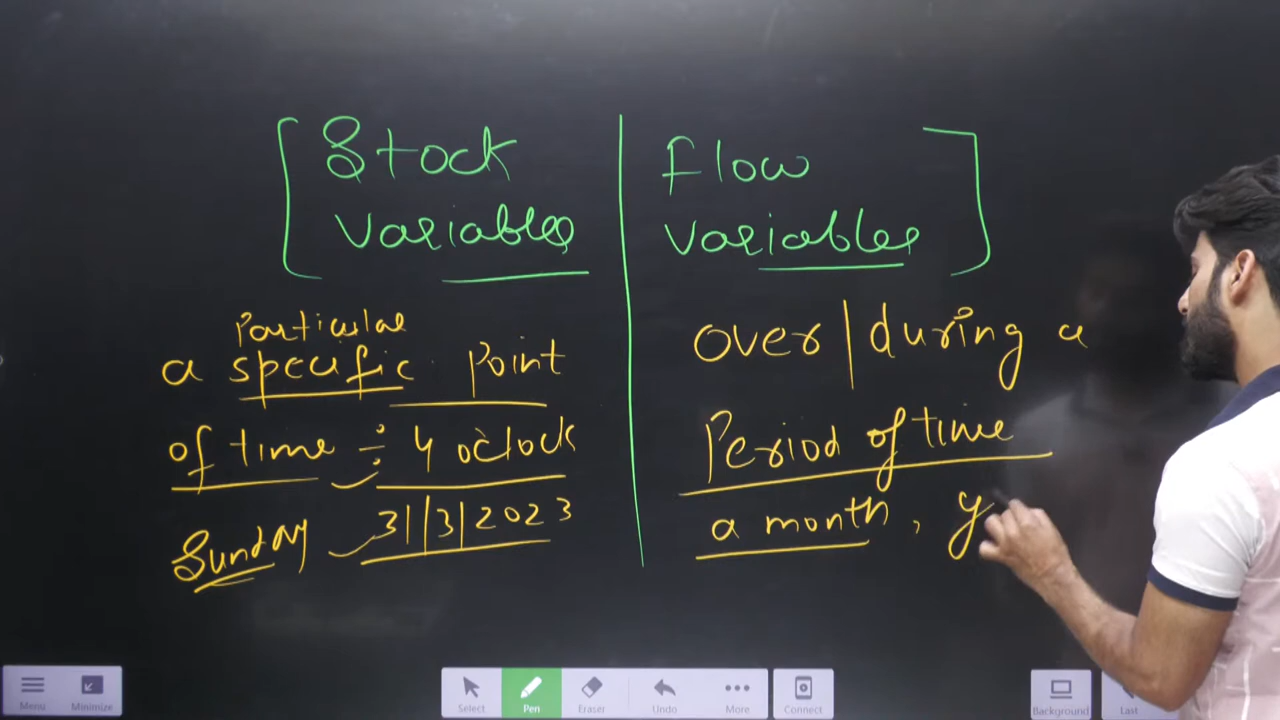 Stock
variables
Flow
variables
Particular
a specific point
of time ÷ 4 o'clock
Sunday 31/3/2023
over/during a
Period of time
a month, y
Menu
Minimize
Select
Pen
Eraser
Undo
More
Connect
Background
Last